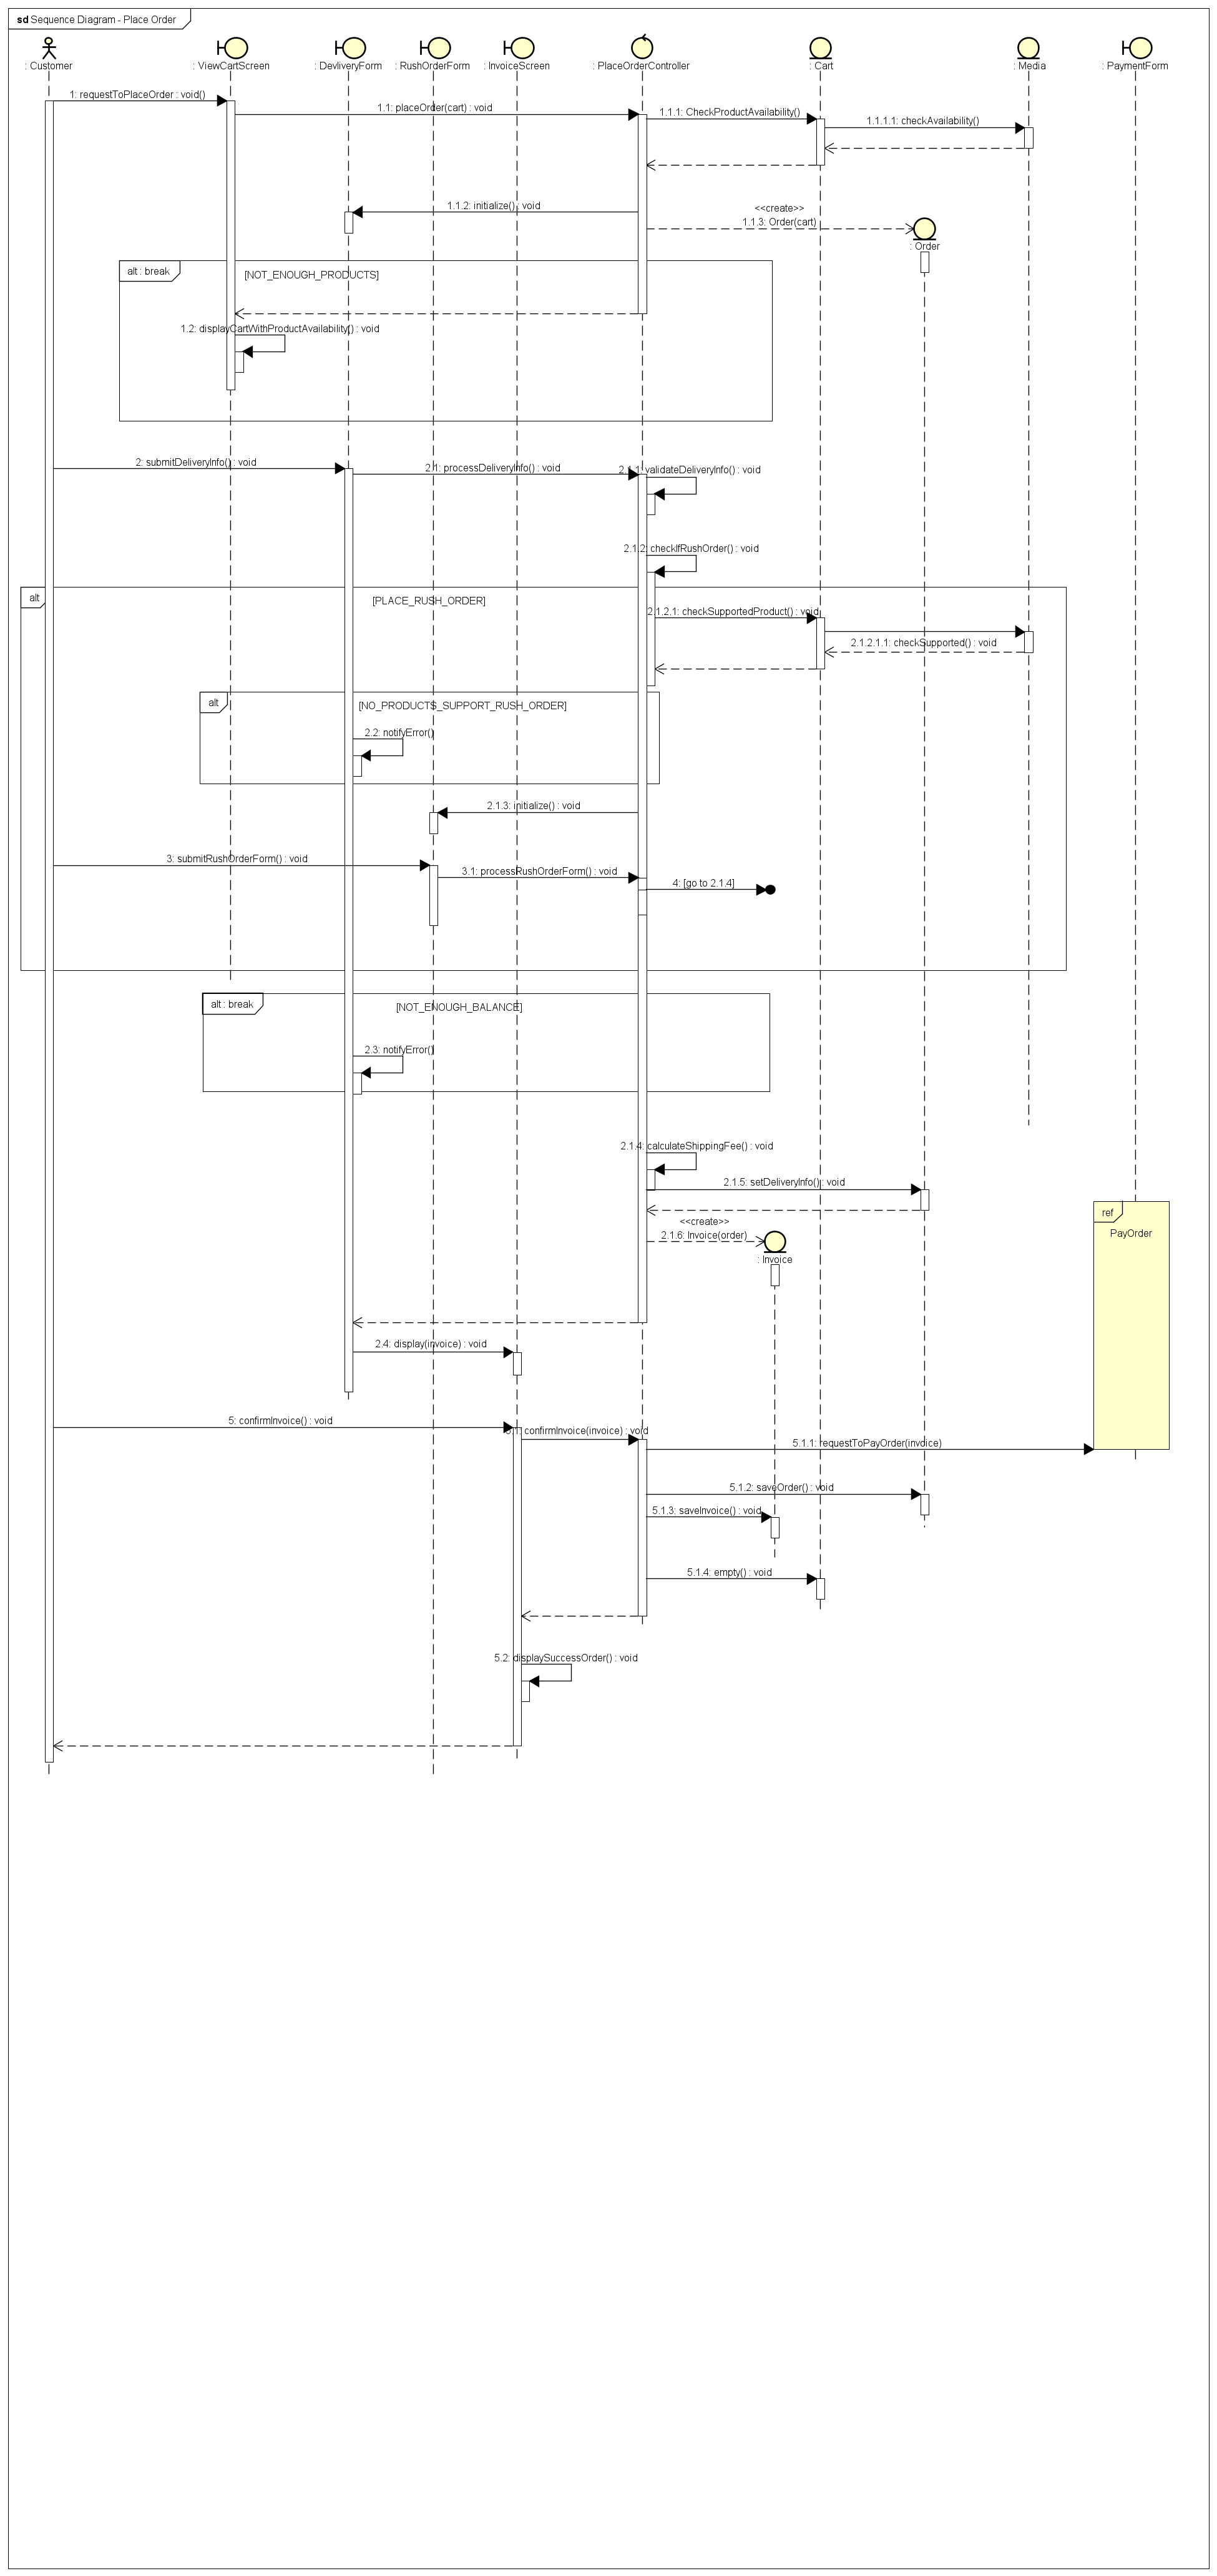 sd Sequence Diagram - Place Order
: Customer
: ViewCartScreen
: DevliveryForm
: RushOrderForm
: InvoiceScreen
: PlaceOrderController
: Cart
: Media
: PaymentForm
1: requestToPlaceOrder : void()
1.1: placeOrder(cart) : void
1.1.1: CheckProductAvailability()
1.1.1.1: checkAvailability()
1.1.2: initialize() : void
<<create>>
1.1.3: Order(cart)
: Order
alt : break
[NOT_ENOUGH_PRODUCTS]
1.2: displayCartWithProductAvailability() : void
2: submitDeliveryInfo() : void
2.1: processDeliveryInfo() : void
2.1.1: validateDeliveryInfo() : void
2.1.2: checkIfRushOrder() : void
alt
[PLACE_RUSH_ORDER]
2.1.2.1: checkSupportedProduct() : void
2.1.2.1.1: checkSupported() : void
alt
[NO_PRODUCTS_SUPPORT_RUSH_ORDER]
2.2: notifyError()
2.1.3: initialize() : void
3: submitRushOrderForm() : void
3.1: processRushOrderForm() : void
4: [go to 2.1.4]
alt : break
[NOT_ENOUGH_BALANCE]
2.3: notifyError()
2.1.4: calculateShippingFee() : void
2.1.5: setDeliveryInfo() : void
ref
<<create>>
PayOrder
2.1.6: Invoice(order)
: Invoice
2.4: display(invoice) : void
5: confirmInvoice() : void
5.1: confirmInvoice(invoice) : void
5.1.1: requestToPayOrder(invoice)
5.1.2: saveOrder() : void
5.1.3: saveInvoice() : void
5.1.4: empty() : void
5.2: displaySuccessOrder() : void